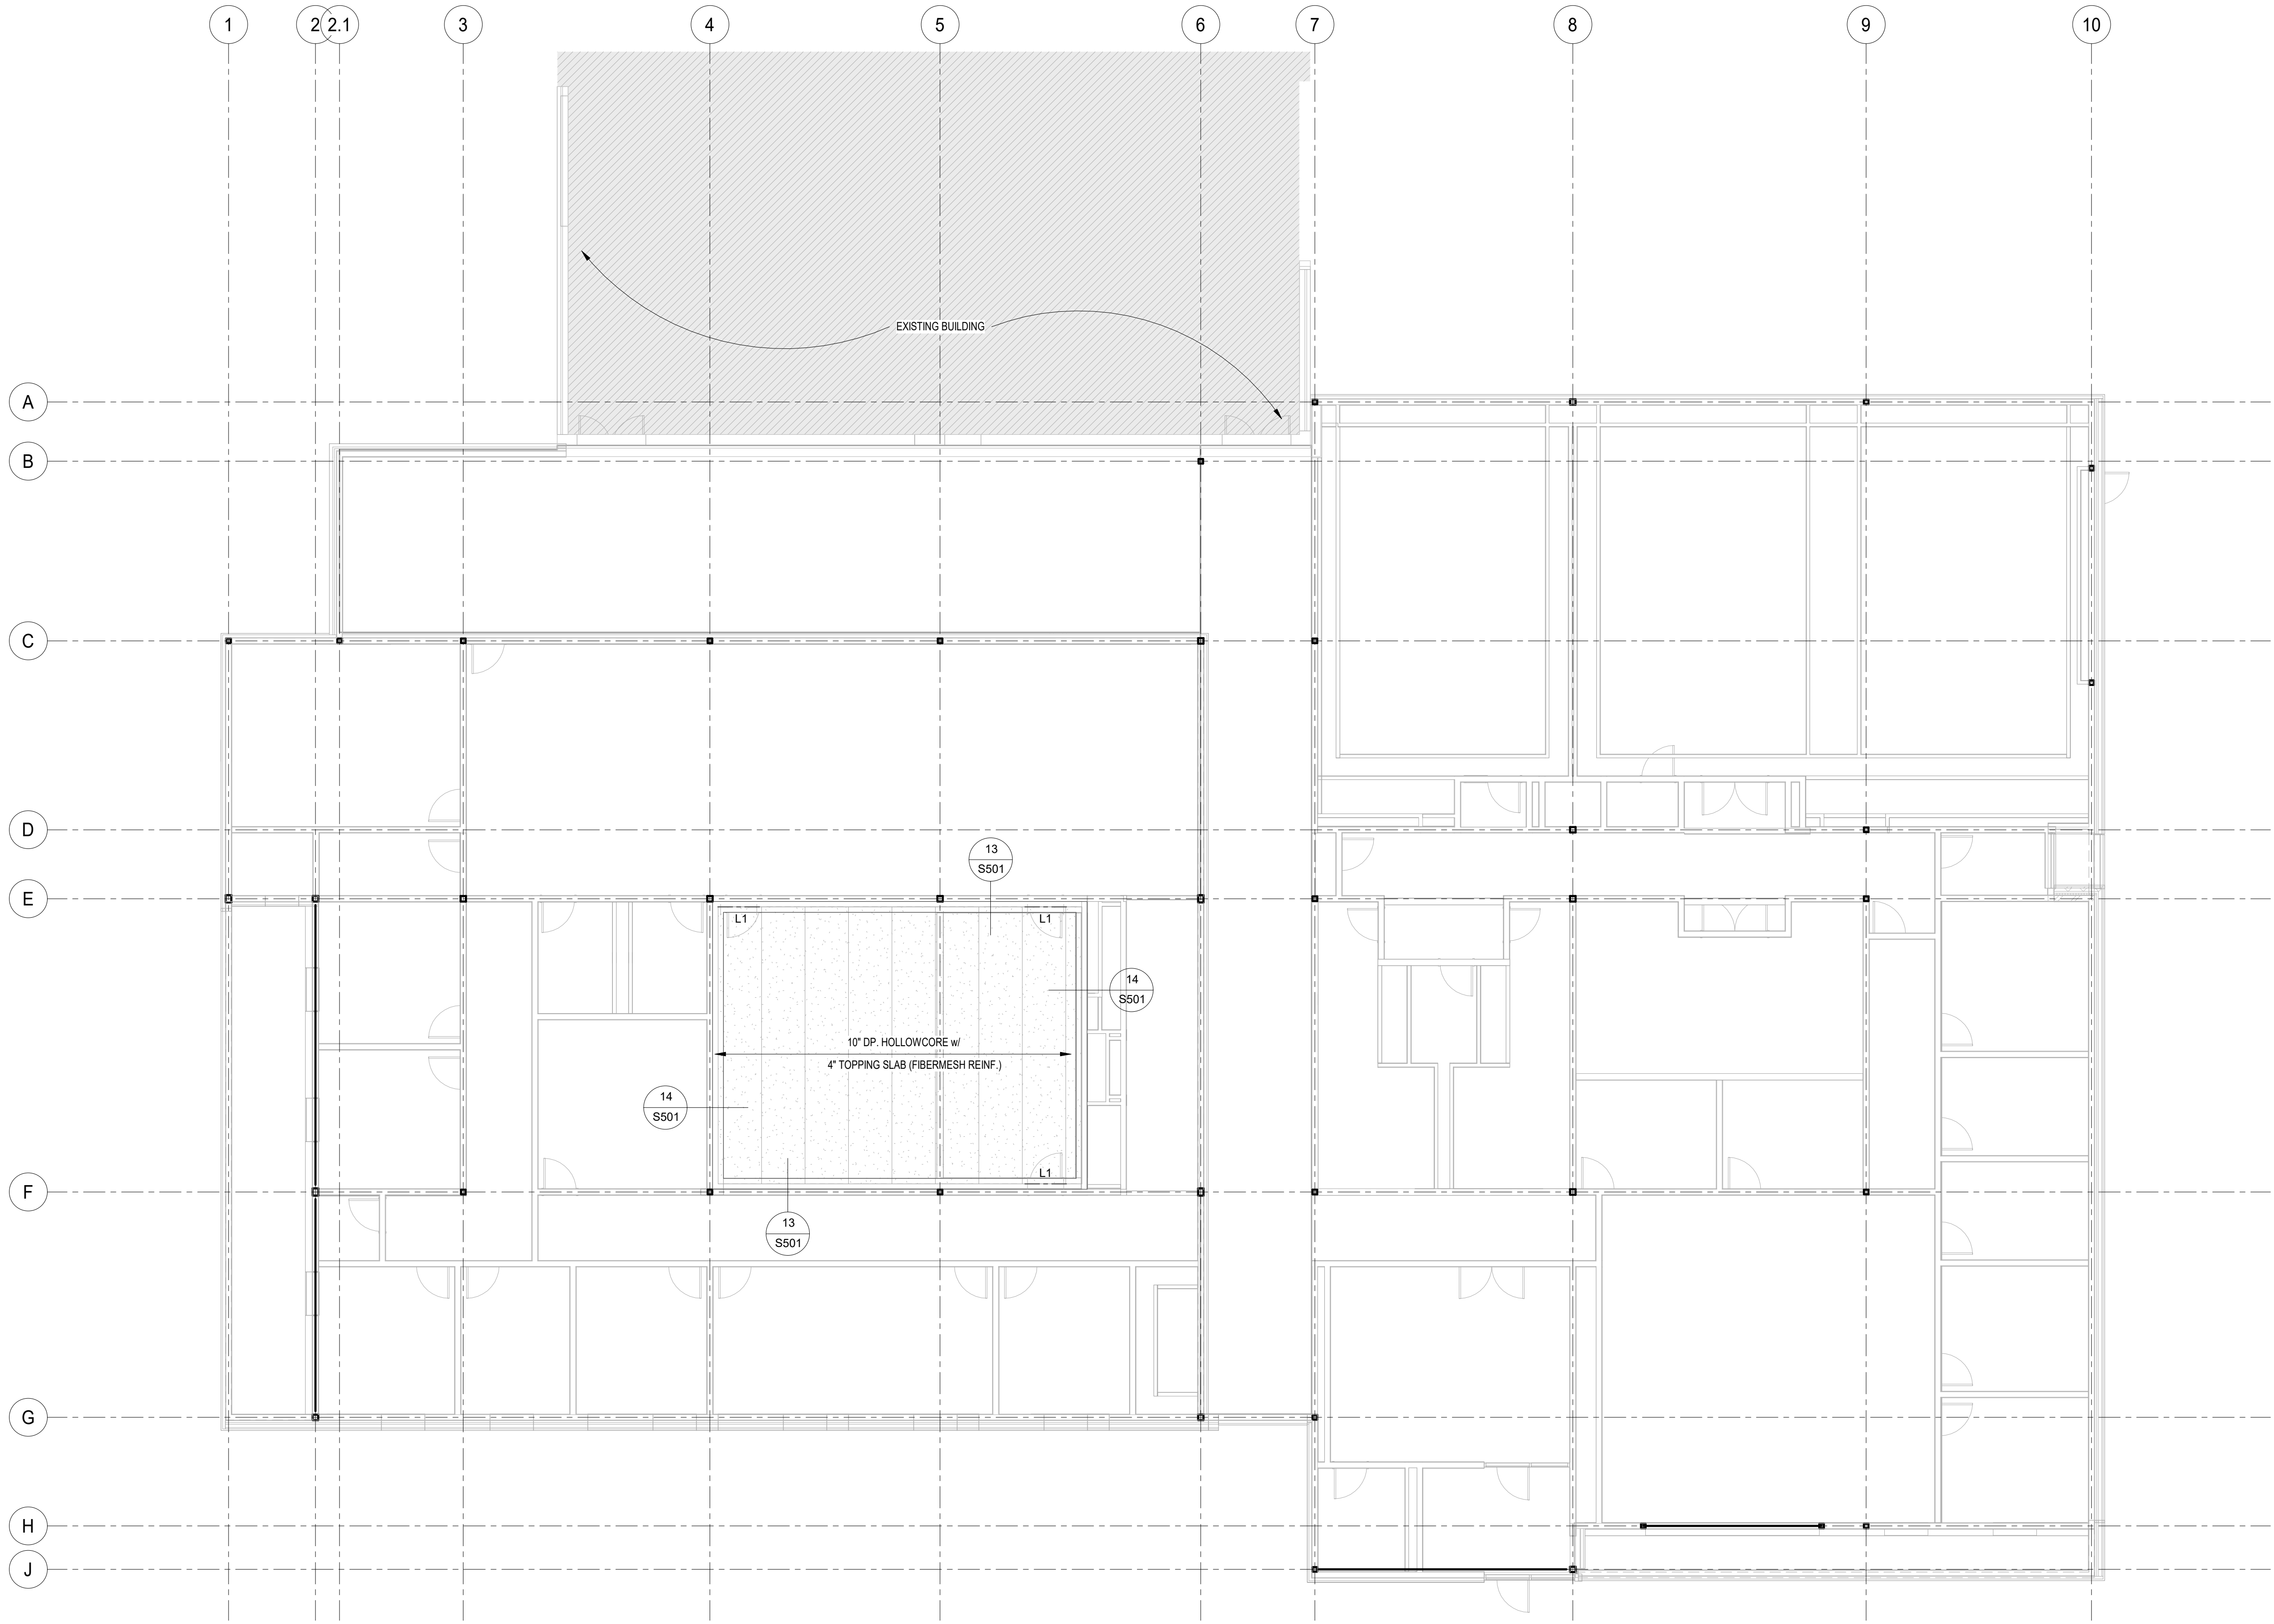 1
2
2.1
3
4
5
6
7
8
9
10
EXISTING BUILDING
A
B
C
D
13
S501
E
L1
L1
14
S501
10" DP. HOLLOWCORE w/
4" TOPPING SLAB (FIBERMESH REINF.)
14
S501
L1
F
13
S501
G
H
J